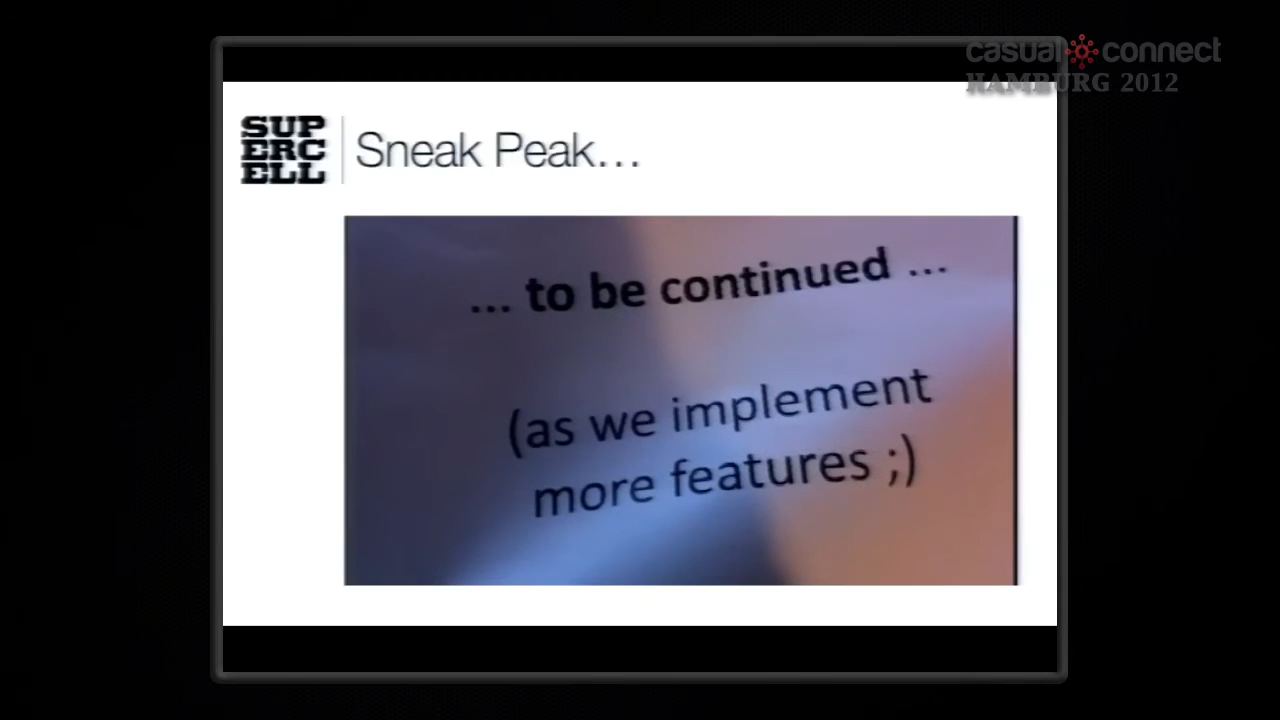 casual connect
HAMBURG 2012
SUP
ERC
ELL
Sneak Peak...
... to be continued ...
(as we implement
more features ;)